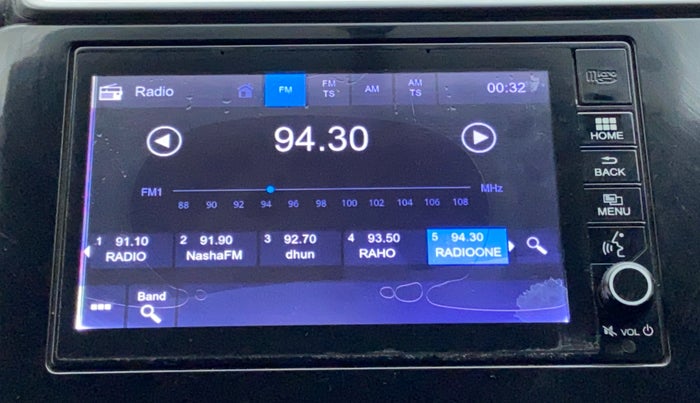 Radio FM FM TS AM AM TS 00:32
94.30
FM1 MHz
88 90 92 94 96 98 100 102 104 106 108
1 91.10 2 91.90 3 92.70 4 93.50 5 94.30
RADIO NashaFM dhun RAHO RADIOONE
Band
HOME
BACK
MENU
VOL